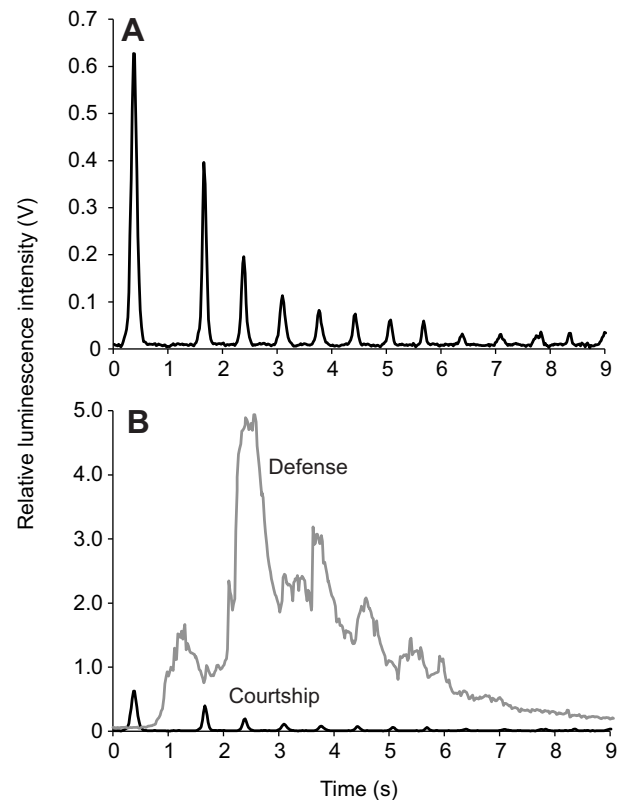 A
0.7
0.6
0.5
0.4
0.3
0.2
0.1
0
0 1 2 3 4 5 6 7 8 9
Relative luminescence intensity (V)
B
5.0
4.0
3.0
2.0
1.0
0
Defense
Courtship
0 1 2 3 4 5 6 7 8 9
Time (s)